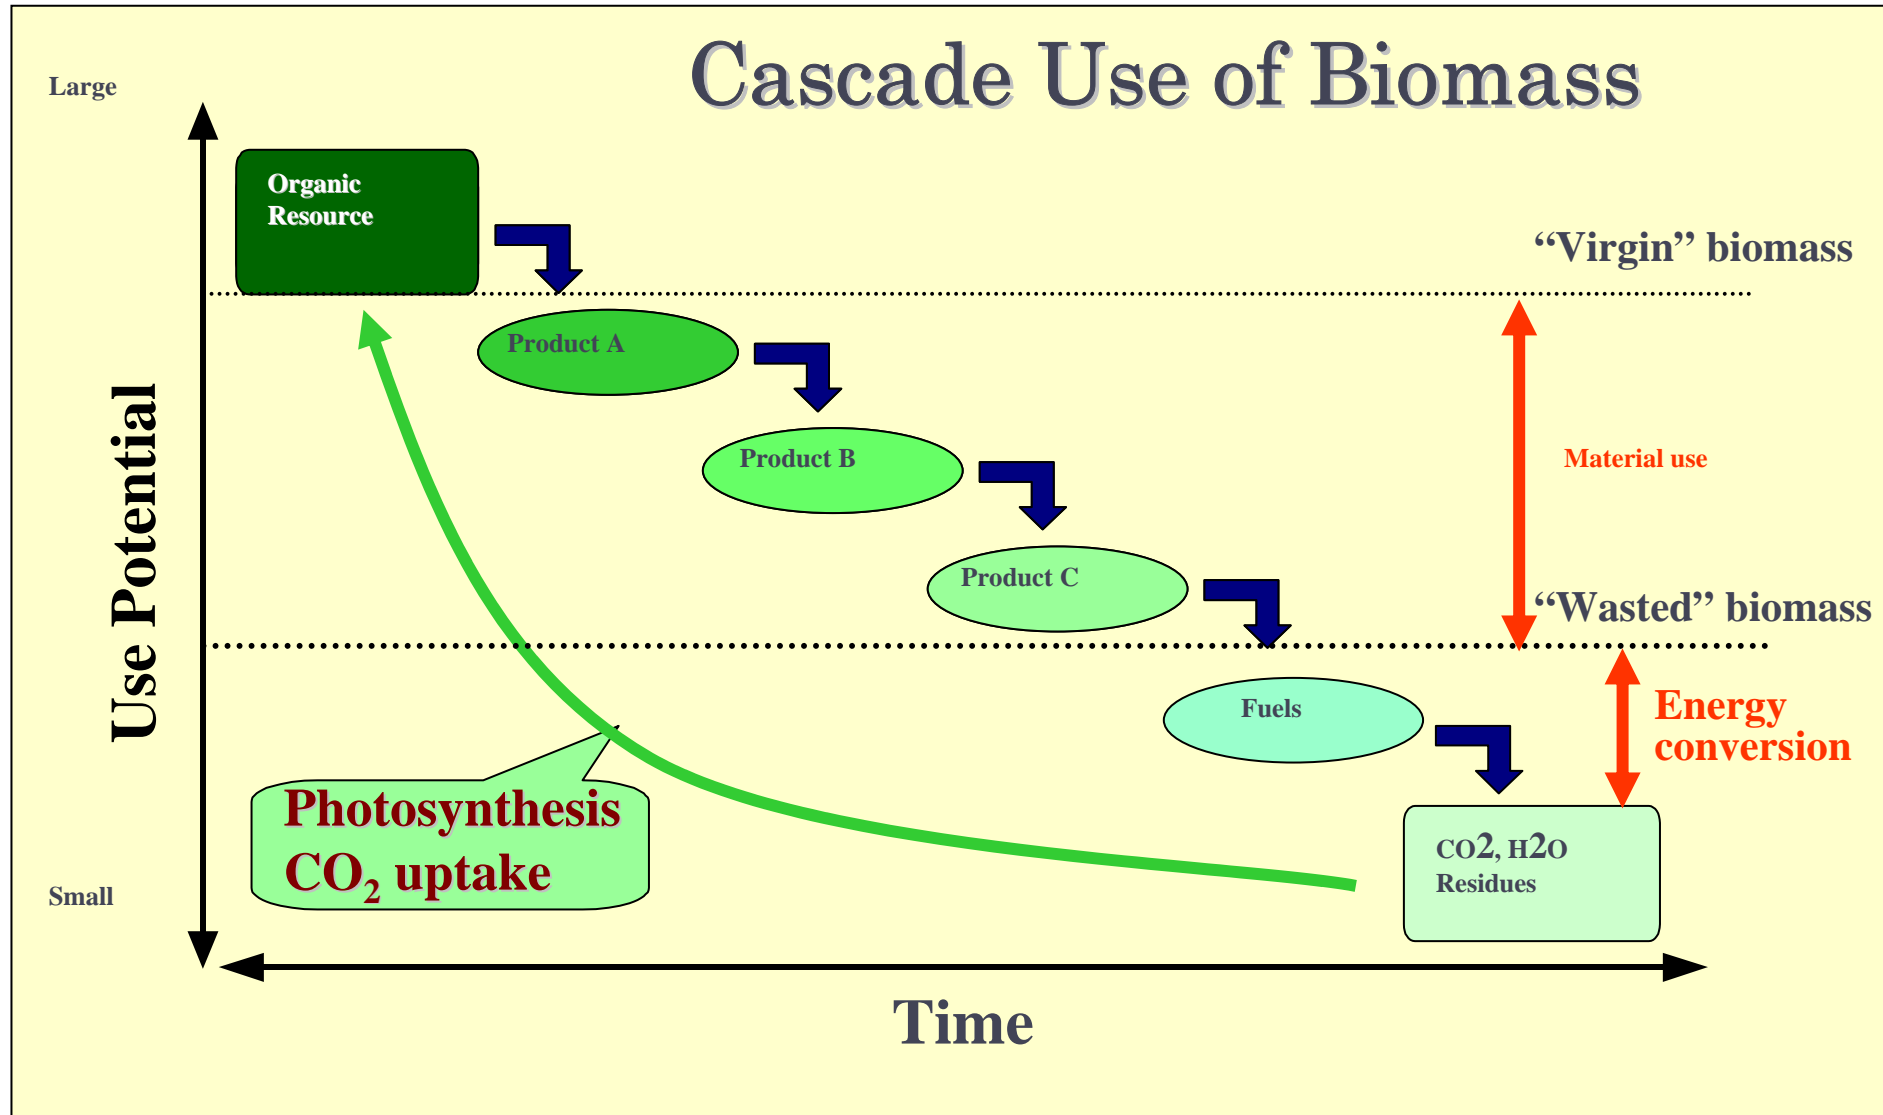 Cascade Use of Biomass
Large
Organic
Resource
“Virgin” biomass
Product A
Use Potential
Product B
Material use
Product C
“Wasted” biomass
Fuels
Energy
conversion
Photosynthesis
CO₂ uptake
CO2, H2O
Residues
Small
Time